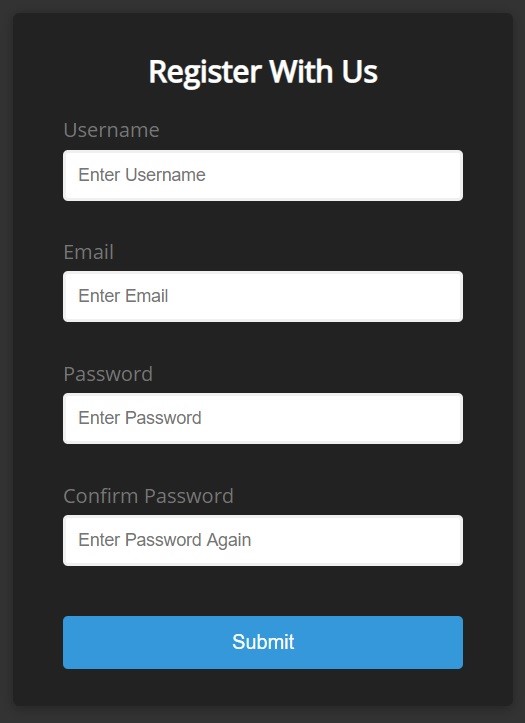 Register With Us
Username
Enter Username
Email
Enter Email
Password
Enter Password
Confirm Password
Enter Password Again
Submit